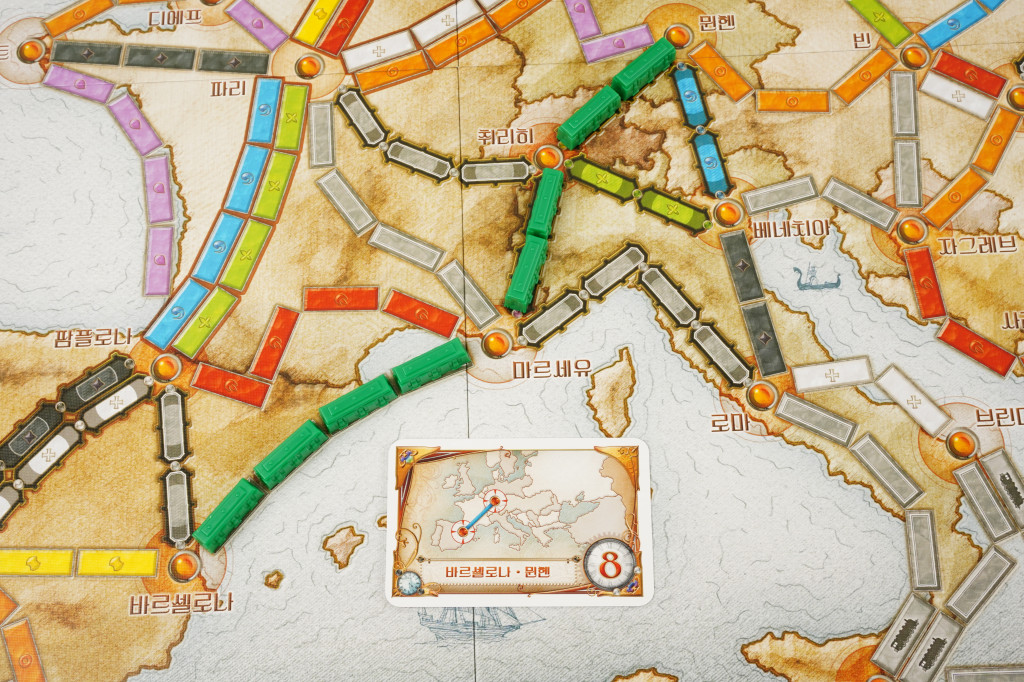 디에프
뮌헨
빈
파리
취리히
베네치아
자그레브
팜플로나
마르세유
로마
브린디
바르셀로나 · 뮌헨
8
바르셀로나